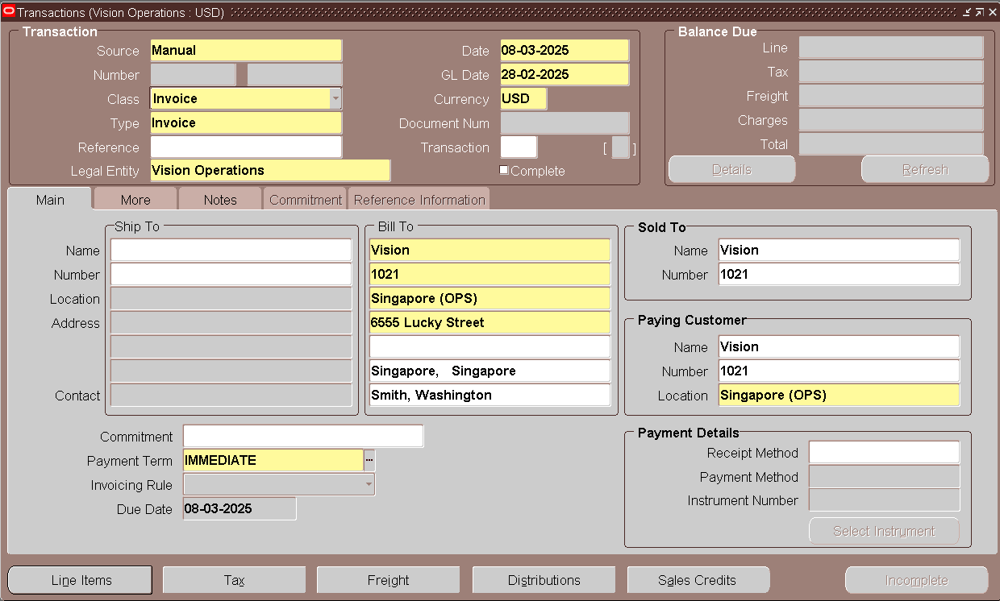 Transactions (Vision Operations : USD)
Transaction
Source Manual
Number
Class Invoice
Type Invoice
Reference
Legal Entity Vision Operations
Date 08-03-2025
GL Date 28-02-2025
Currency USD
Document Num
Transaction [ ]
Complete
Balance Due
Line
Tax
Freight
Charges
Total
Details Refresh
Main More Notes Commitment Reference Information
Ship To
Name
Number
Location
Address
Contact
Bill To
Vision
1021
Singapore (OPS)
6555 Lucky Street
Singapore, Singapore
Smith, Washington
Sold To
Name Vision
Number 1021
Paying Customer
Name Vision
Number 1021
Location Singapore (OPS)
Commitment
Payment Term IMMEDIATE ...
Invoicing Rule
Due Date 08-03-2025
Payment Details
Receipt Method
Payment Method
Instrument Number
Select Instrument
Line Items Tax Freight Distributions Sales Credits Incomplete